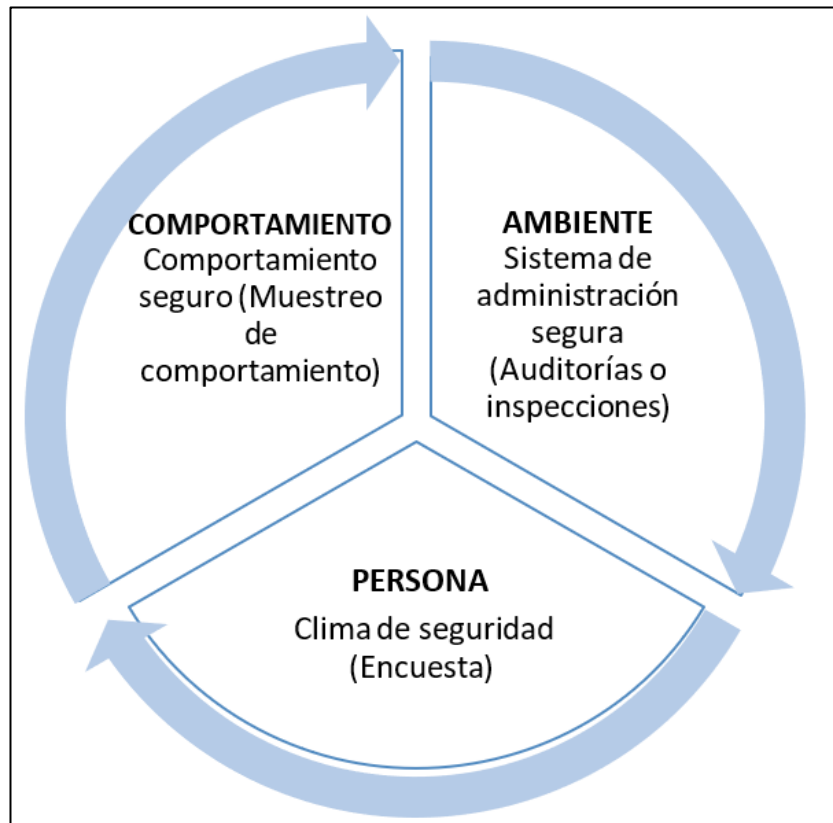 COMPORTAMIENTO
Comportamiento
seguro (Muestreo
de
comportamiento)
AMBIENTE
Sistema de
administración
segura
(Auditorías o
inspecciones)
PERSONA
Clima de seguridad
(Encuesta)